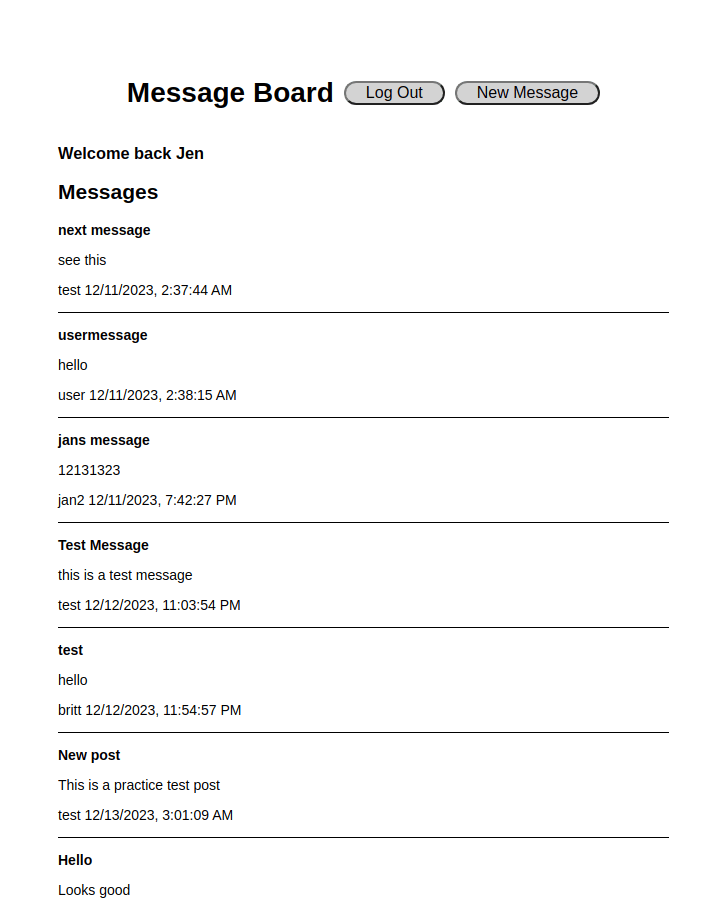 Message Board Log Out New Message
Welcome back Jen
Messages
next message
see this
test 12/11/2023, 2:37:44 AM
usermessage
hello
user 12/11/2023, 2:38:15 AM
jans message
12131323
jan2 12/11/2023, 7:42:27 PM
Test Message
this is a test message
test 12/12/2023, 11:03:54 PM
test
hello
britt 12/12/2023, 11:54:57 PM
New post
This is a practice test post
test 12/13/2023, 3:01:09 AM
Hello
Looks good